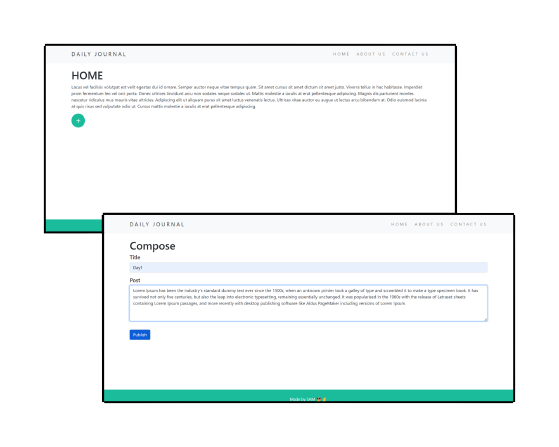 DAILY JOURNAL
HOME ABOUT US CONTACT US
HOME
Lacus vel facilisis volutpat est velit egestas dui id ornare. Semper auctor neque vitae tempus quam. Sit amet cursus sit amet dictum sit amet justo. Viverra tellus in hac habitasse. Imperdiet
proin fermentum leo vel orci porta. Donec ultrices tincidunt arcu non sodales neque sodales ut. Mattis molestie a iaculis at erat pellentesque adipiscing. Magnis dis parturient montes
nascetur ridiculus mus mauris vitae ultricies. Adipiscing elit ut aliquam purus sit amet luctus venenatis lectus. Ultrices vitae auctor eu augue ut lectus arcu bibendum at. Odio euismod lacinia
at quis risus sed vulputate odio ut. Cursus mattis molestie a iaculis at erat pellentesque adipiscing.
+
DAILY JOURNAL
HOME ABOUT US CONTACT US
Compose
Title
Day1
Post
Lorem Ipsum has been the industry's standard dummy text ever since the 1500s, when an unknown printer took a galley of type and scrambled it to make a type specimen book. It has
survived not only five centuries, but also the leap into electronic typesetting, remaining essentially unchanged. It was popularised in the 1960s with the release of Letraset sheets
containing Lorem Ipsum passages, and more recently with desktop publishing software like Aldus PageMaker including versions of Lorem Ipsum.
Publish
Made by